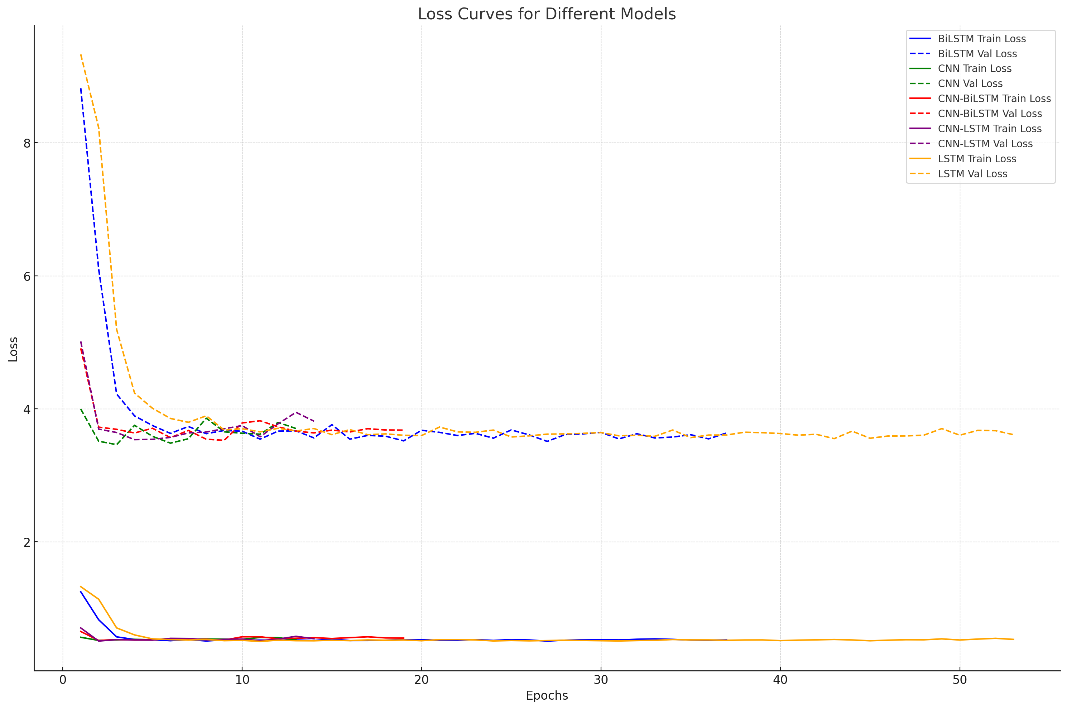 Loss Curves for Different Models
BiLSTM Train Loss
BiLSTM Val Loss
CNN Train Loss
CNN Val Loss
CNN-BiLSTM Train Loss
CNN-BiLSTM Val Loss
CNN-LSTM Train Loss
CNN-LSTM Val Loss
LSTM Train Loss
LSTM Val Loss
8
6
4
2
Loss
0 10 20 30 40 50
Epochs